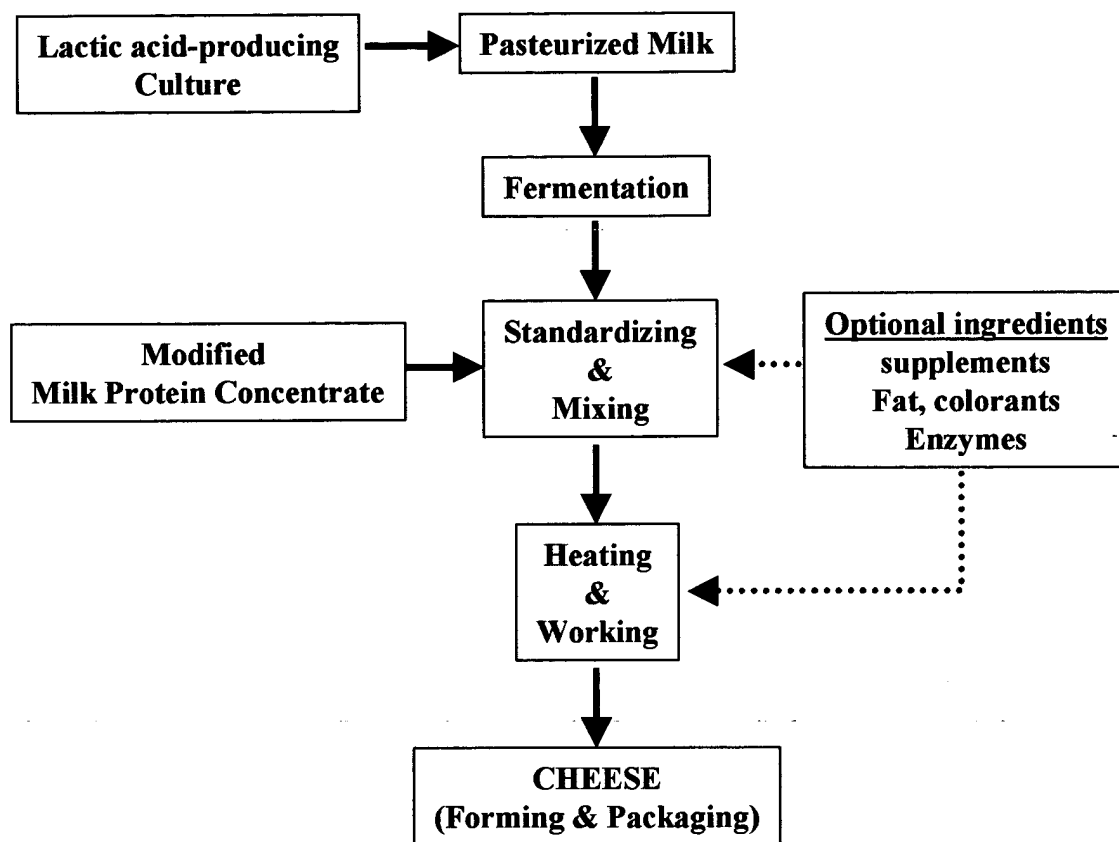 Lactic acid-producing
Culture
Pasteurized Milk
Fermentation
Modified
Milk Protein Concentrate
Standardizing
&
Mixing
Optional ingredients
supplements
Fat, colorants
Enzymes
Heating
&
Working
CHEESE
(Forming & Packaging)